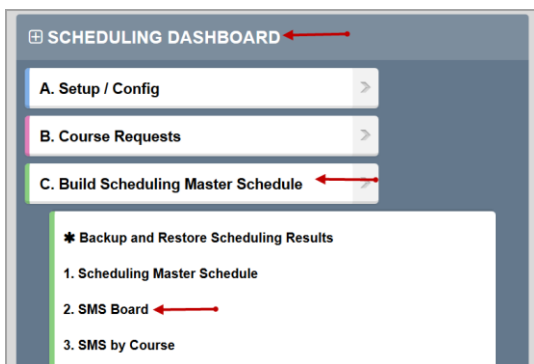 SCHEDULING DASHBOARD
A. Setup / Config
B. Course Requests
C. Build Scheduling Master Schedule
✱ Backup and Restore Scheduling Results
1. Scheduling Master Schedule
2. SMS Board
3. SMS by Course